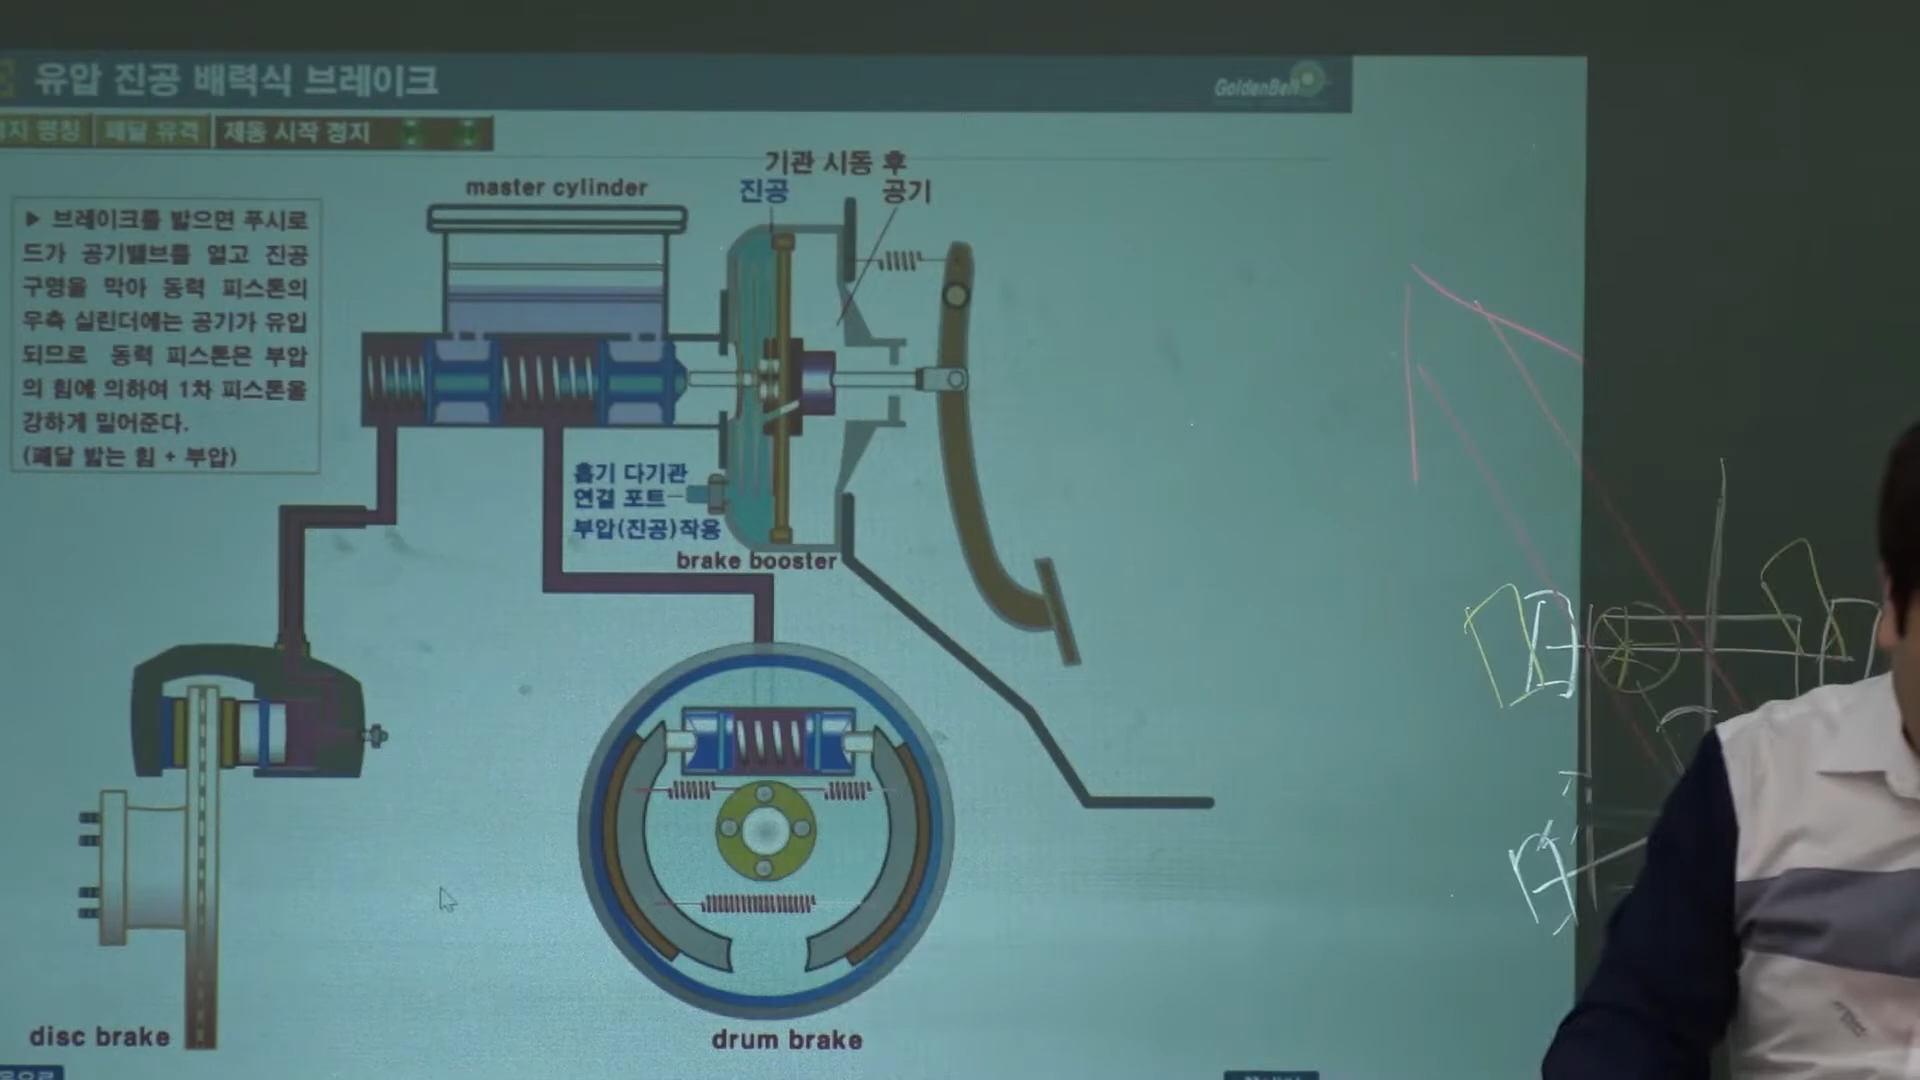 유압 진공 배력식 브레이크
GoldenBell
명칭
페달 유격
제동 시작 정지
기관 시동 후
진공
공기
master cylinder
▶ 브레이크를 밟으면 푸시로
드가 공기밸브를 열고 진공
구멍을 막아 동력 피스톤의
우측 실린더에는 공기가 유입
되므로 동력 피스톤은 부압
의 힘에 의하여 1차 피스톤을
강하게 밀어준다.
(페달 밟는 힘 + 부압)
흡기 다기관
연결 포트
부압(진공)작용
brake booster
disc brake
drum brake